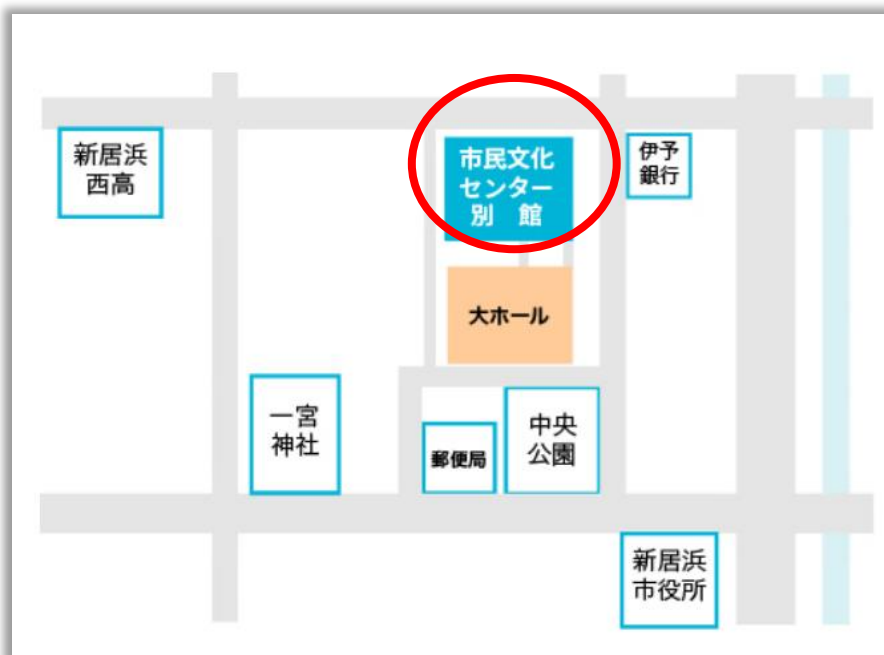 新居浜
西高
市民文化
センター
別　館
伊予
銀行
大ホール
一宮
神社
郵便局
中央
公園
新居浜
市役所